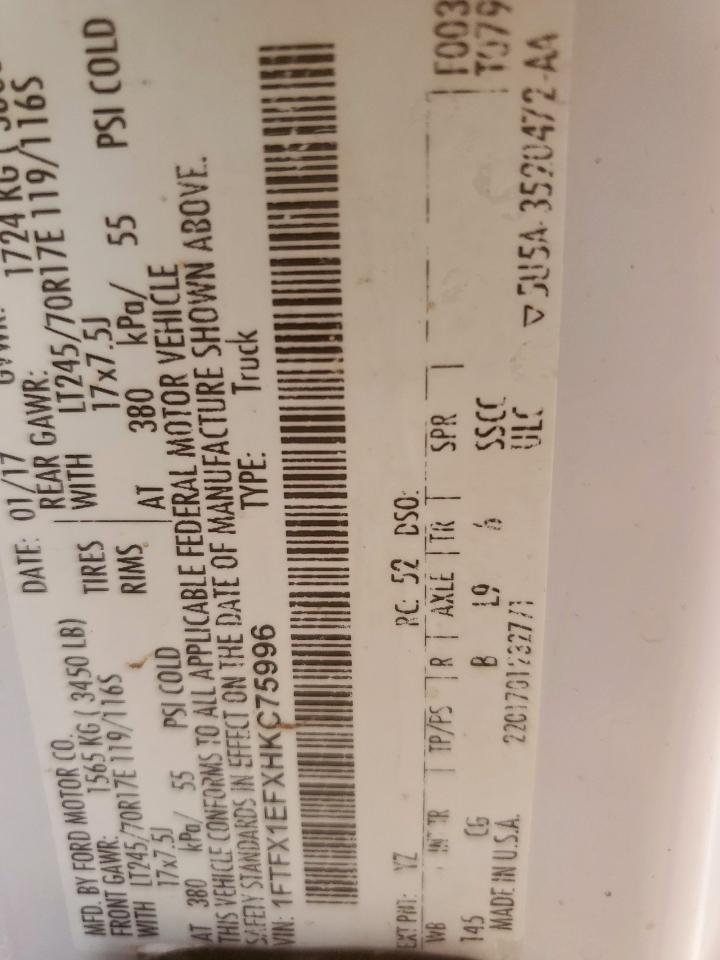 MFD. BY FORD MOTOR CO. DATE: 01/17
FRONT GAWR: 1565 KG ( 3450 LB) REAR GAWR: 1724 KG (
WITH LT245/70R17E 119/116S TIRES WITH LT245/70R17E 119/116S
17x7.5J RIMS 17x7.5J
AT 380 kPa/ 55 PSI COLD AT 380 kPa/ 55 PSI COLD
THIS VEHICLE CONFORMS TO ALL APPLICABLE FEDERAL MOTOR VEHICLE
SAFETY STANDARDS IN EFFECT ON THE DATE OF MANUFACTURE SHOWN ABOVE.
VIN: 1FTFX1EFXHKC75996 TYPE: Truck
EXT PNT: YZ RC: 52 DSO: F003
WB INT TR TP/PS R AXLE TR SPR T079
145 CG B L9 6 SSCC
MADE IN U.S.A. ULC
▽5U5A-3520472-AA